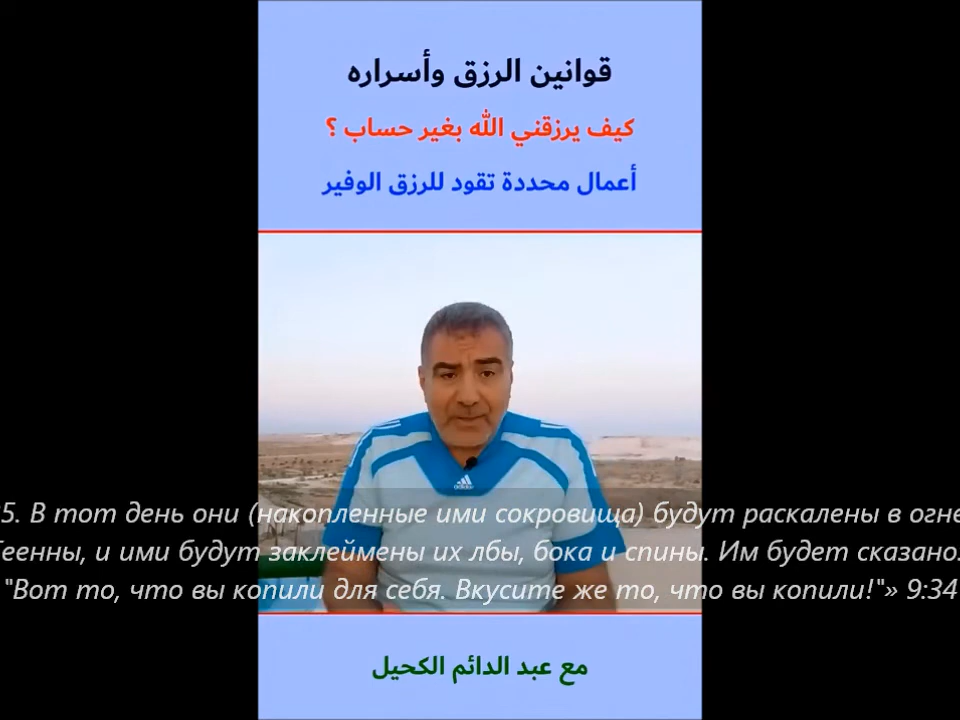 قوانين الرزق وأسراره
كيف يرزقني الله بغير حساب ؟
أعمال محددة تقود للرزق الوفير
adidas
5. В тот день они (накопленные ими сокровища) будут раскалены в огне
Геенны, и ими будут заклеймены их лбы, бока и спины. Им будет сказано:
"Вот то, что вы копили для себя. Вкусите же то, что вы копили!"» 9:34
مع عبد الدائم الكحيل